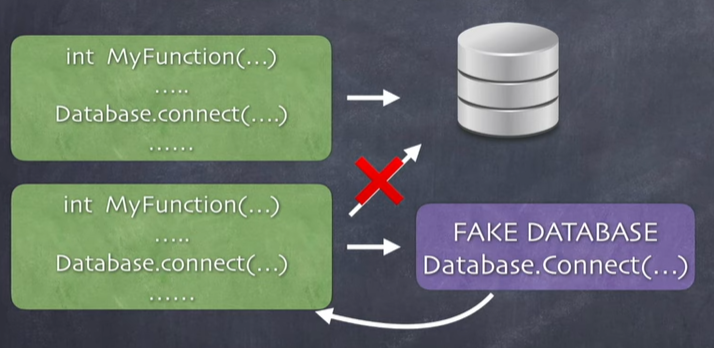 int MyFunction(...)
.....
Database.connect(....)
......
int MyFunction(...)
.....
Database.connect(...)
......
FAKE DATABASE
Database.Connect(...)